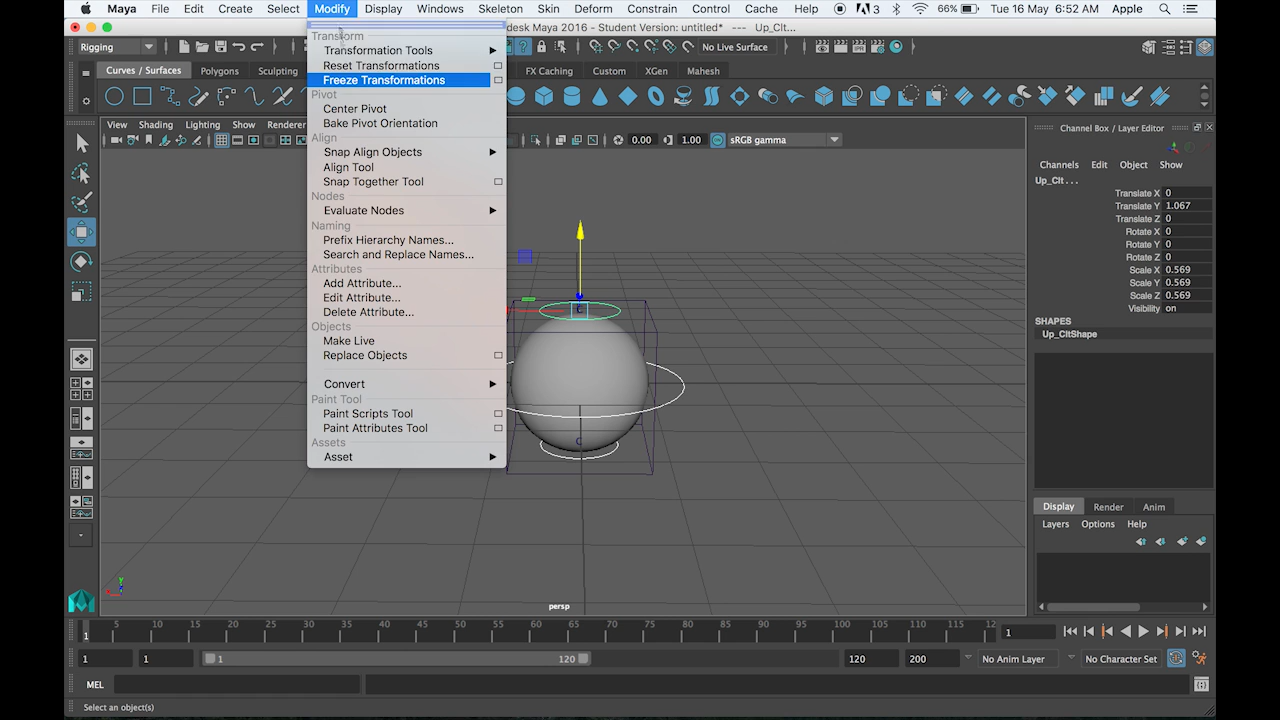 Maya File Edit Create Select Modify Display Windows Skeleton Skin Deform Constrain Control Cache Help 3 66% Tue 16 May 6:52 AM Apple
desk Maya 2016 - Student Version: untitled* --- Up_Clt...
Rigging No Live Surface
Curves / Surfaces Polygons Sculpting FX Caching Custom XGen Mahesh
View Shading Lighting Show Renderer
0.00 1.00 sRGB gamma
Transform
Transformation Tools
Reset Transformations
Freeze Transformations
Pivot
Center Pivot
Bake Pivot Orientation
Align
Snap Align Objects
Align Tool
Snap Together Tool
Nodes
Evaluate Nodes
Naming
Prefix Hierarchy Names...
Search and Replace Names...
Attributes
Add Attribute...
Edit Attribute...
Delete Attribute...
Objects
Make Live
Replace Objects
Convert
Paint Tool
Paint Scripts Tool
Paint Attributes Tool
Assets
Asset
C
C
persp
Channel Box / Layer Editor
Channels Edit Object Show
Up_Clt . . .
Translate X 0
Translate Y 1.067
Translate Z 0
Rotate X 0
Rotate Y 0
Rotate Z 0
Scale X 0.569
Scale Y 0.569
Scale Z 0.569
Visibility on
SHAPES
Up_CltShape
Display Render Anim
Layers Options Help
1 5 10 15 20 25 30 35 40 45 50 55 60 65 70 75 80 85 90 95 100 105 110 115 12 1
1 1 1 120 120 200 No Anim Layer No Character Set
MEL
Select an object(s)